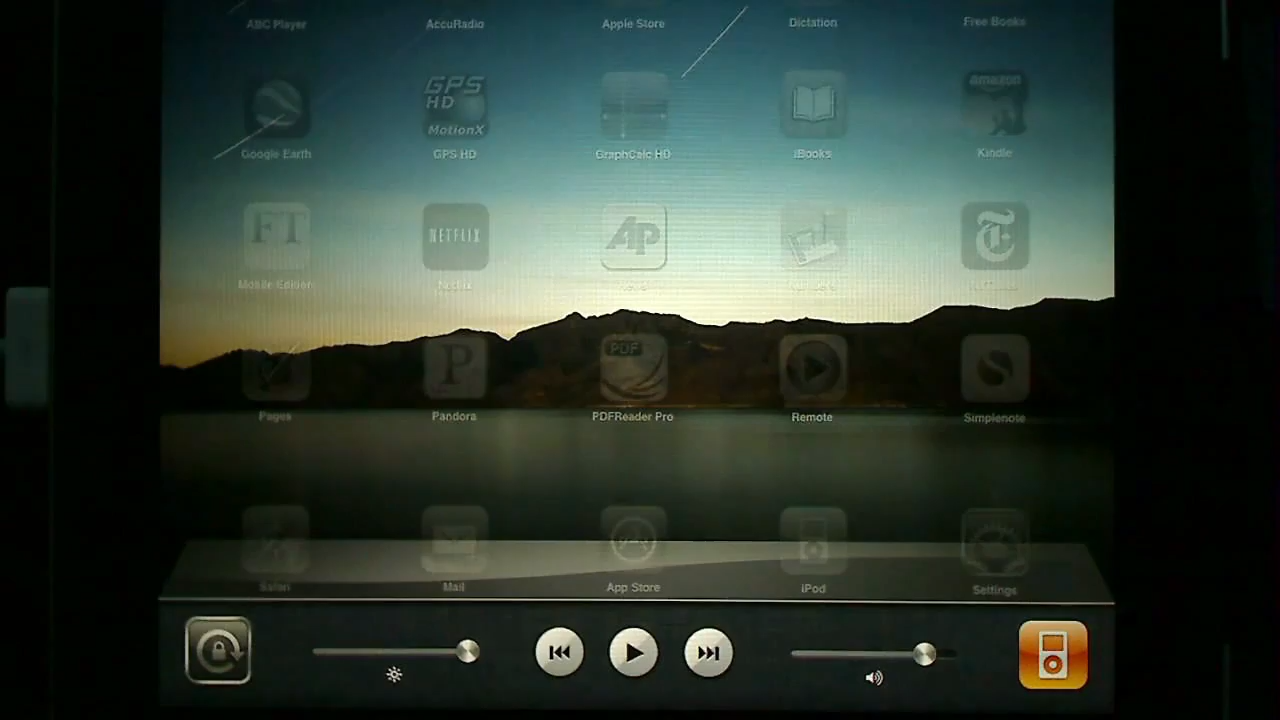 ABC Player AccuRadio Apple Store Dictation Free Books
GPS HD MotionX amazon
Google Earth GPS HD GraphCalc HD iBooks Kindle
FT NETFLIX AP T
Mobile Edition Netflix News Numbers
P PDF S
Pages Pandora PDFReader Pro Remote Simplenote
Safari Mail App Store iPod Settings